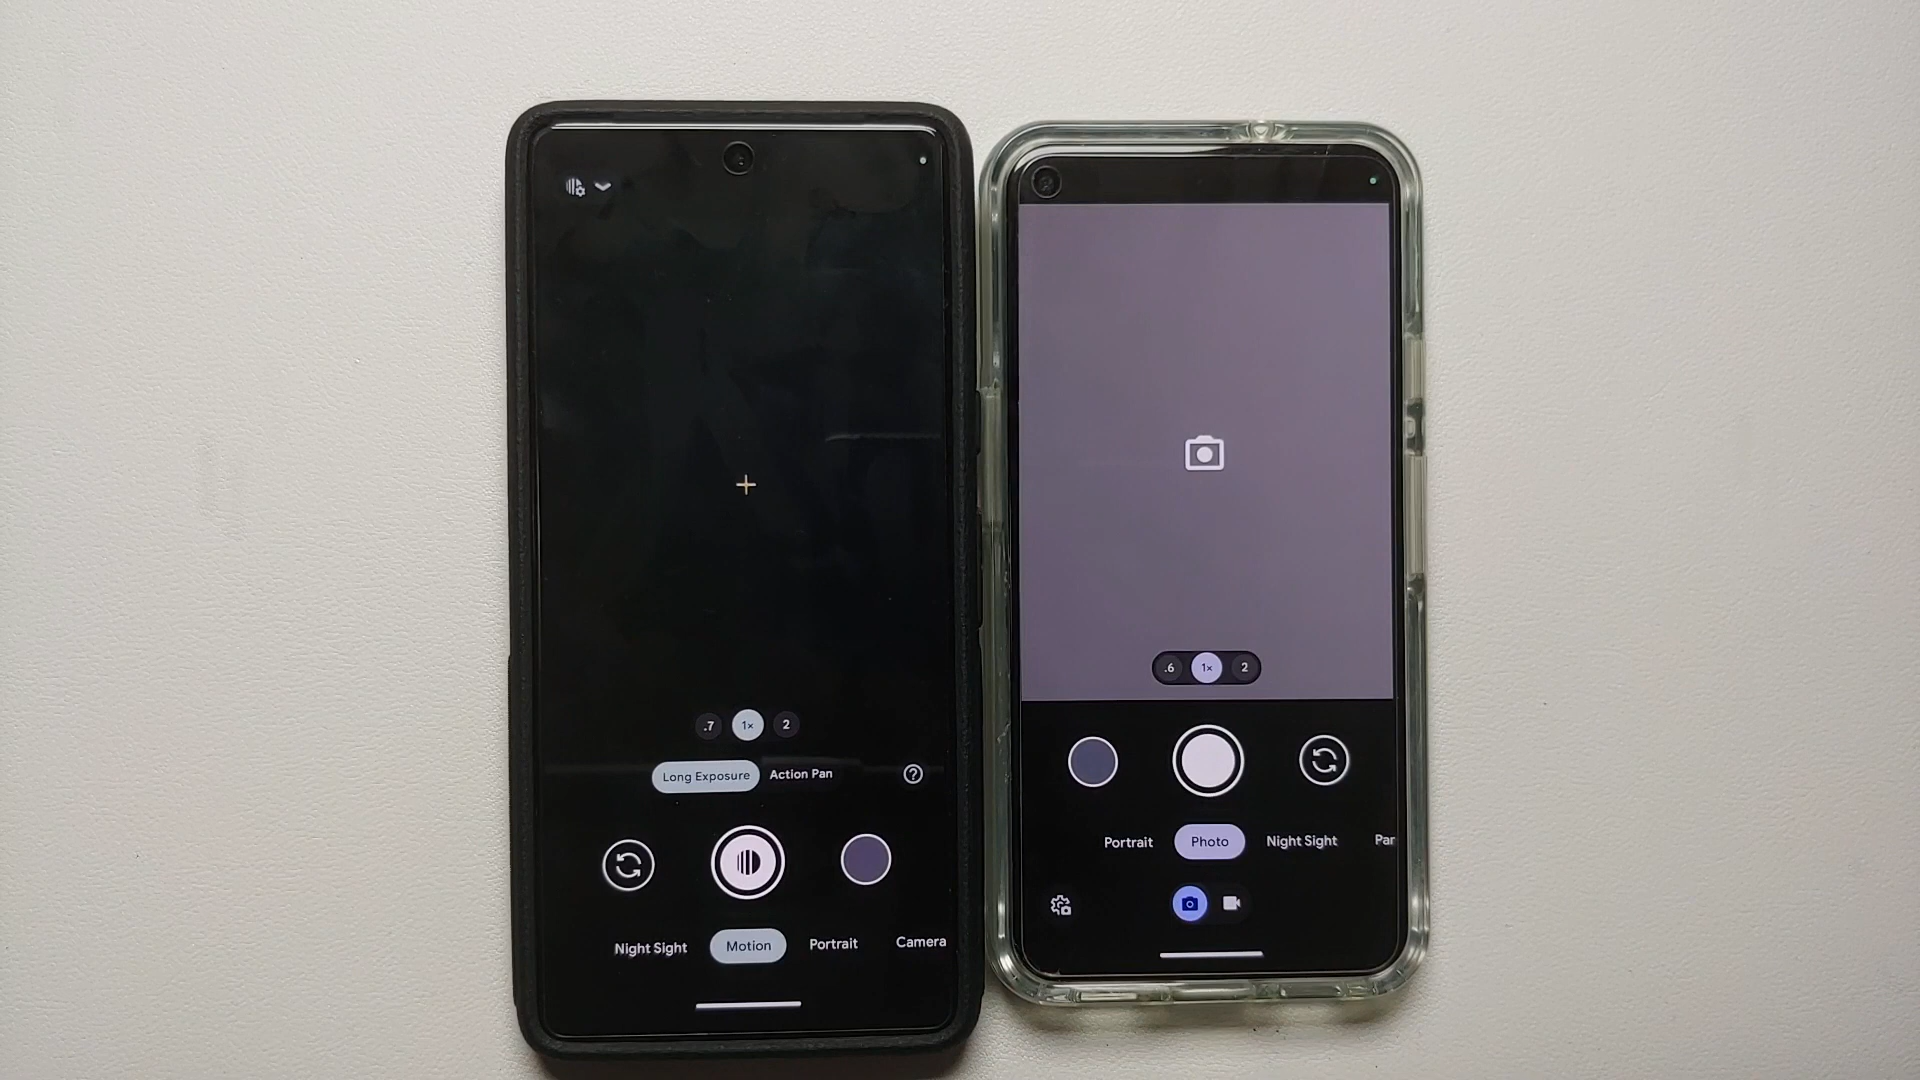 .7 1× 2
Long Exposure Action Pan
Night Sight Motion Portrait Camera
.6 1× 2
Portrait Photo Night Sight Par